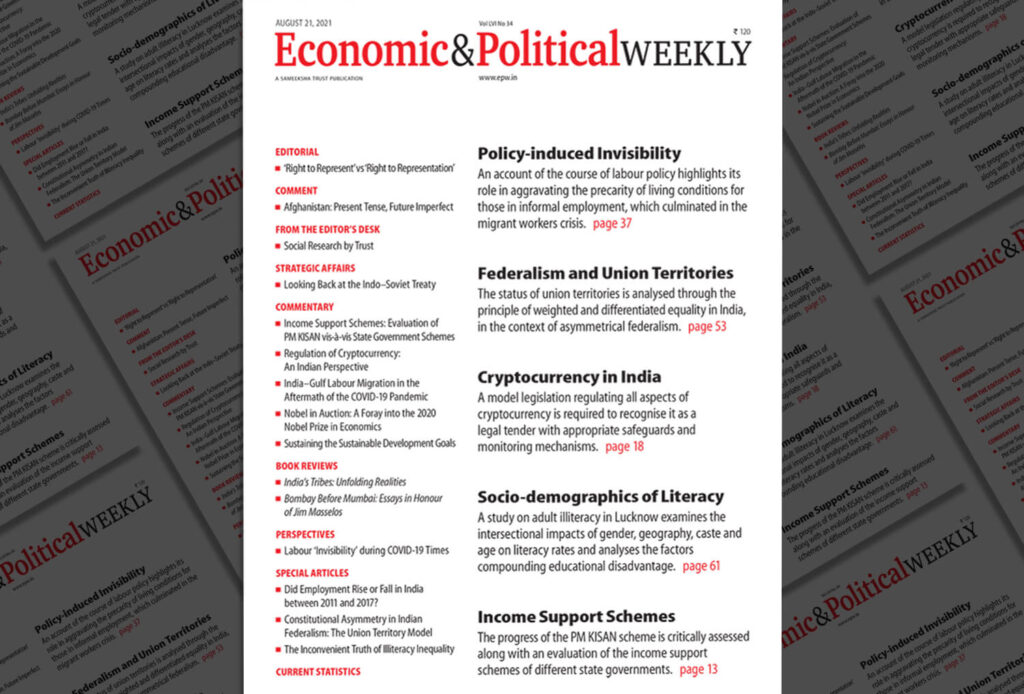 AUGUST 21, 2021
Vol LVI No 34
₹ 120
Economic&PoliticalWEEKLY
A SAMEEKSHA TRUST PUBLICATION
www.epw.in
EDITORIAL
‘Right to Represent’ vs ‘Right to Representation’
COMMENT
Afghanistan: Present Tense, Future Imperfect
FROM THE EDITOR'S DESK
Social Research by Trust
STRATEGIC AFFAIRS
Looking Back at the Indo–Soviet Treaty
COMMENTARY
Income Support Schemes: Evaluation of
PM KISAN vis-à-vis State Government Schemes
Regulation of Cryptocurrency:
An Indian Perspective
India–Gulf Labour Migration in the
Aftermath of the COVID-19 Pandemic
Nobel in Auction: A Foray into the 2020
Nobel Prize in Economics
Sustaining the Sustainable Development Goals
BOOK REVIEWS
India's Tribes: Unfolding Realities
Bombay Before Mumbai: Essays in Honour
of Jim Masselos
PERSPECTIVES
Labour ‘Invisibility’ during COVID-19 Times
SPECIAL ARTICLES
Did Employment Rise or Fall in India
between 2011 and 2017?
Constitutional Asymmetry in Indian
Federalism: The Union Territory Model
The Inconvenient Truth of Illiteracy Inequality
CURRENT STATISTICS
Policy-induced Invisibility
An account of the course of labour policy highlights its
role in aggravating the precarity of living conditions for
those in informal employment, which culminated in the
migrant workers crisis. page 37
Federalism and Union Territories
The status of union territories is analysed through the
principle of weighted and differentiated equality in India,
in the context of asymmetrical federalism. page 53
Cryptocurrency in India
A model legislation regulating all aspects of
cryptocurrency is required to recognise it as a
legal tender with appropriate safeguards and
monitoring mechanisms. page 18
Socio-demographics of Literacy
A study on adult illiteracy in Lucknow examines the
intersectional impacts of gender, geography, caste and
age on literacy rates and analyses the factors
compounding educational disadvantage. page 61
Income Support Schemes
The progress of the PM KISAN scheme is critically assessed
along with an evaluation of the income support
schemes of different state governments. page 13